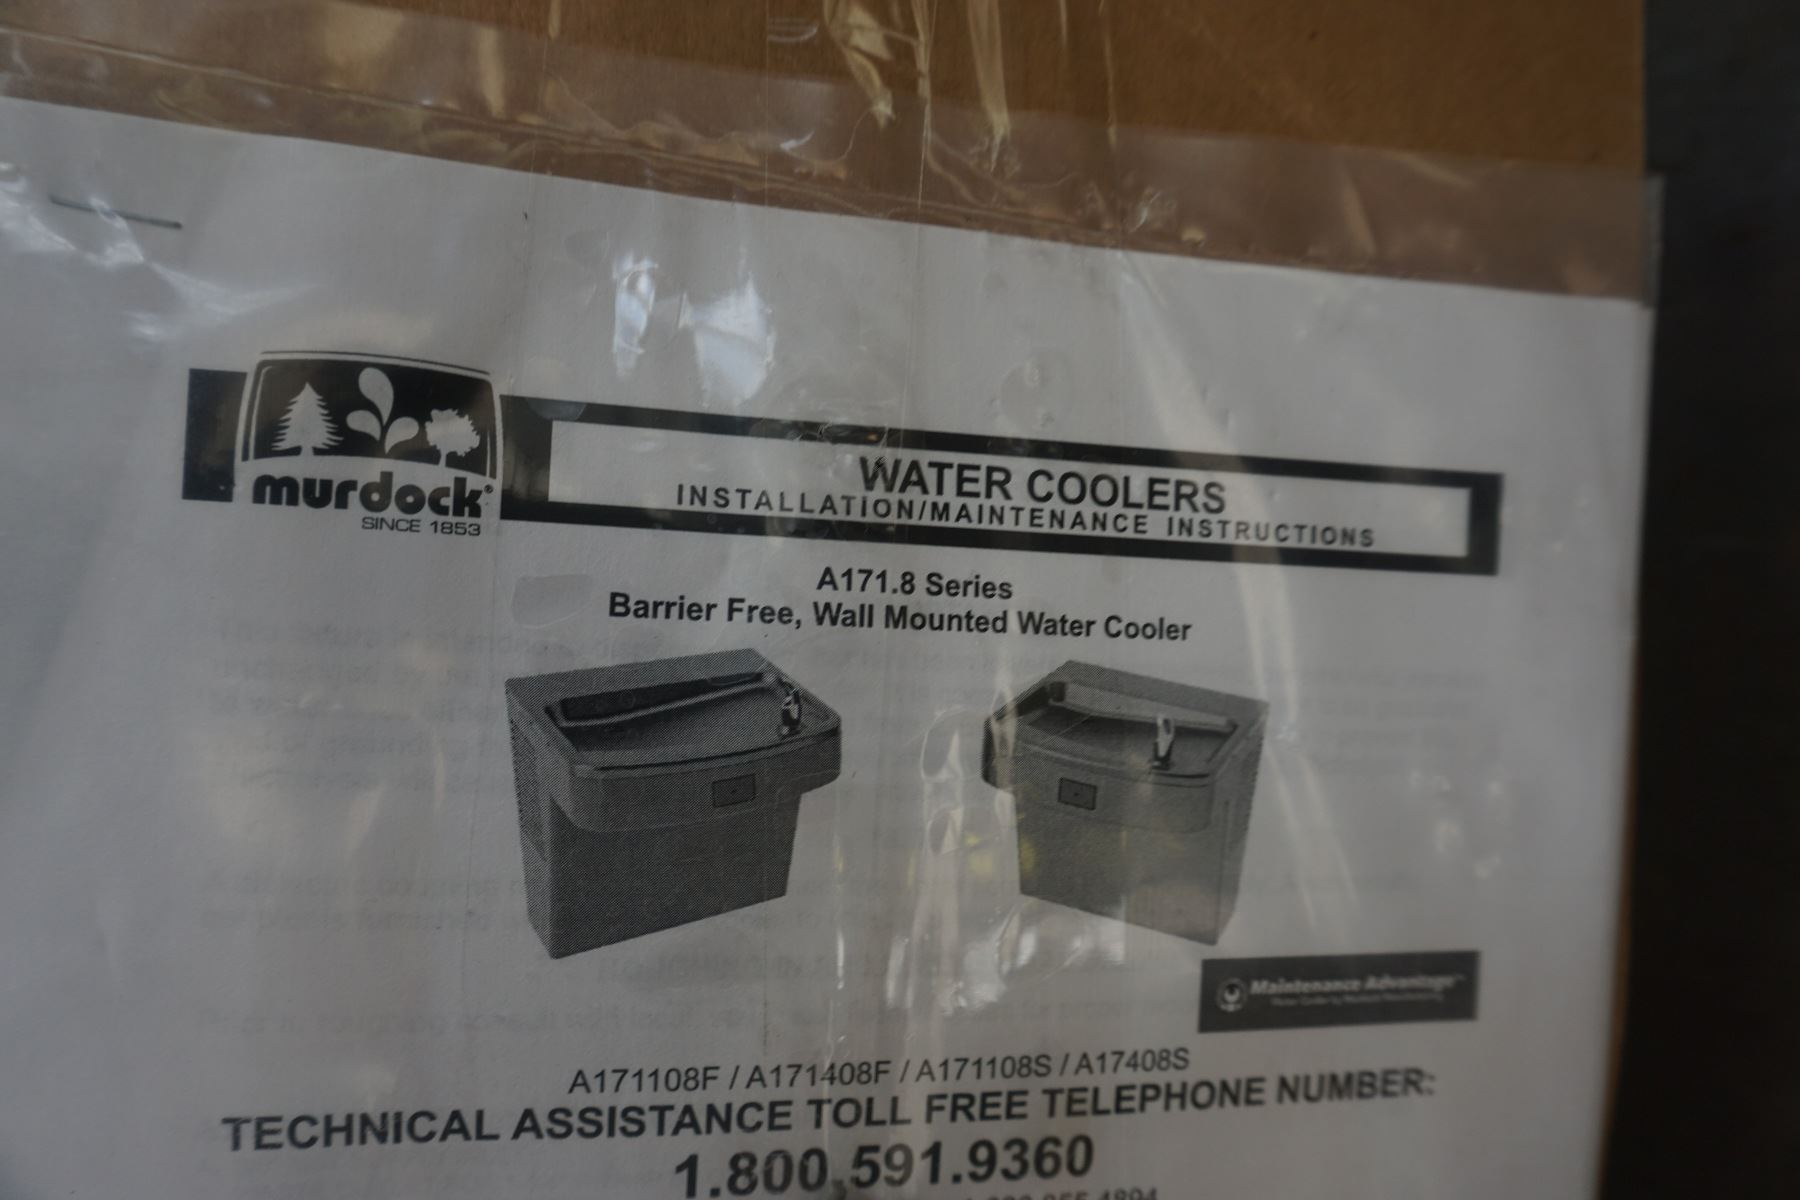 murdock®
SINCE 1853
WATER COOLERS
INSTALLATION/MAINTENANCE INSTRUCTIONS
A171.8 Series
Barrier Free, Wall Mounted Water Cooler
Maintenance Advantage™
A171108F / A171408F / A171108S / A17408S
TECHNICAL ASSISTANCE TOLL FREE TELEPHONE NUMBER:
1.800.591.9360